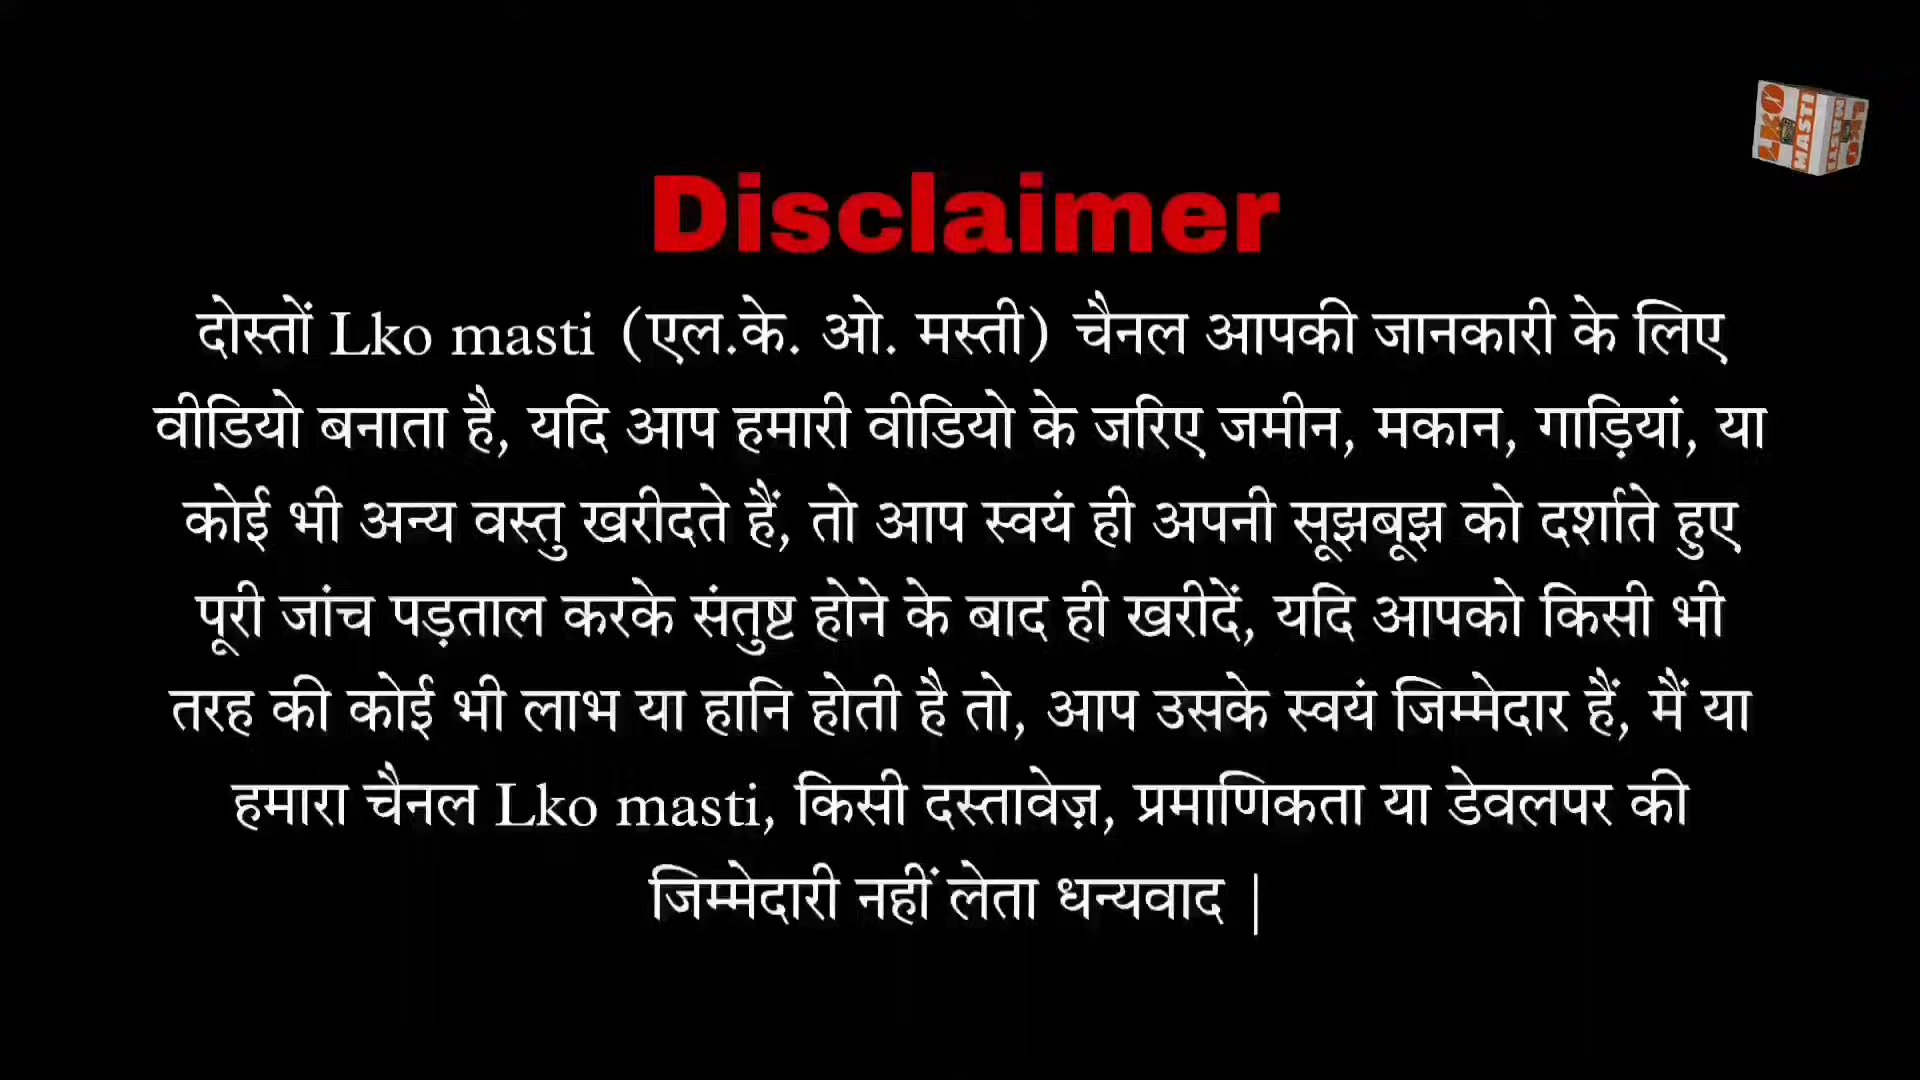 LKO
MASTI
Disclaimer
दोस्तों Lko masti (एल.के. ओ. मस्ती) चैनल आपकी जानकारी के लिए
वीडियो बनाता है, यदि आप हमारी वीडियो के जरिए जमीन, मकान, गाड़ियां, या
कोई भी अन्य वस्तु खरीदते हैं, तो आप स्वयं ही अपनी सूझबूझ को दर्शाते हुए
पूरी जांच पड़ताल करके संतुष्ट होने के बाद ही खरीदें, यदि आपको किसी भी
तरह की कोई भी लाभ या हानि होती है तो, आप उसके स्वयं जिम्मेदार हैं, मैं या
हमारा चैनल Lko masti, किसी दस्तावेज़, प्रमाणिकता या डेवलपर की
जिम्मेदारी नहीं लेता धन्यवाद |